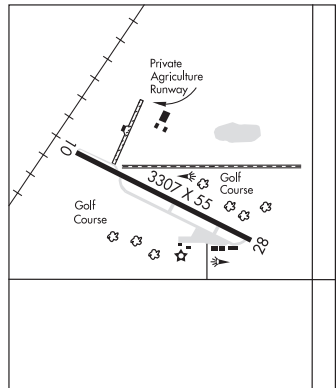 Private
Agriculture
Runway
10
3307 X 55
Golf
Course
Golf
Course
28